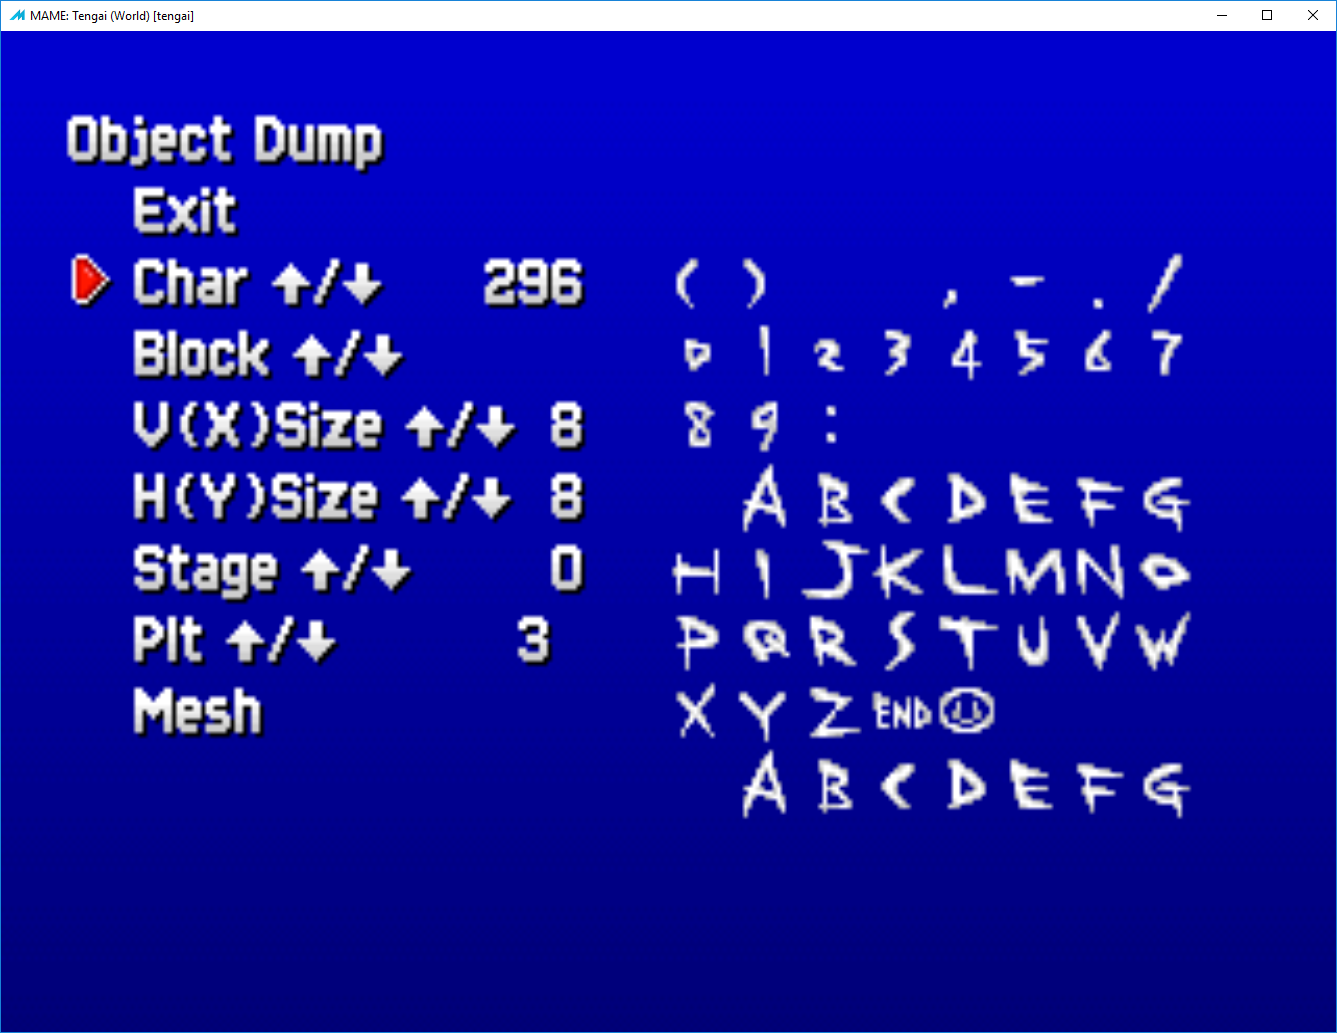 MAME: Tengai (World) [tengai]
Object Dump
Exit
Char ↑/↓ 296 ( ) , - . /
Block ↑/↓ 0 1 2 3 4 5 6 7
V(X)Size ↑/↓ 8 8 9 :
H(Y)Size ↑/↓ 8 A B C D E F G
Stage ↑/↓ 0 H I J K L M N O
Plt ↑/↓ 3 P Q R S T U V W
Mesh X Y Z END
A B C D E F G